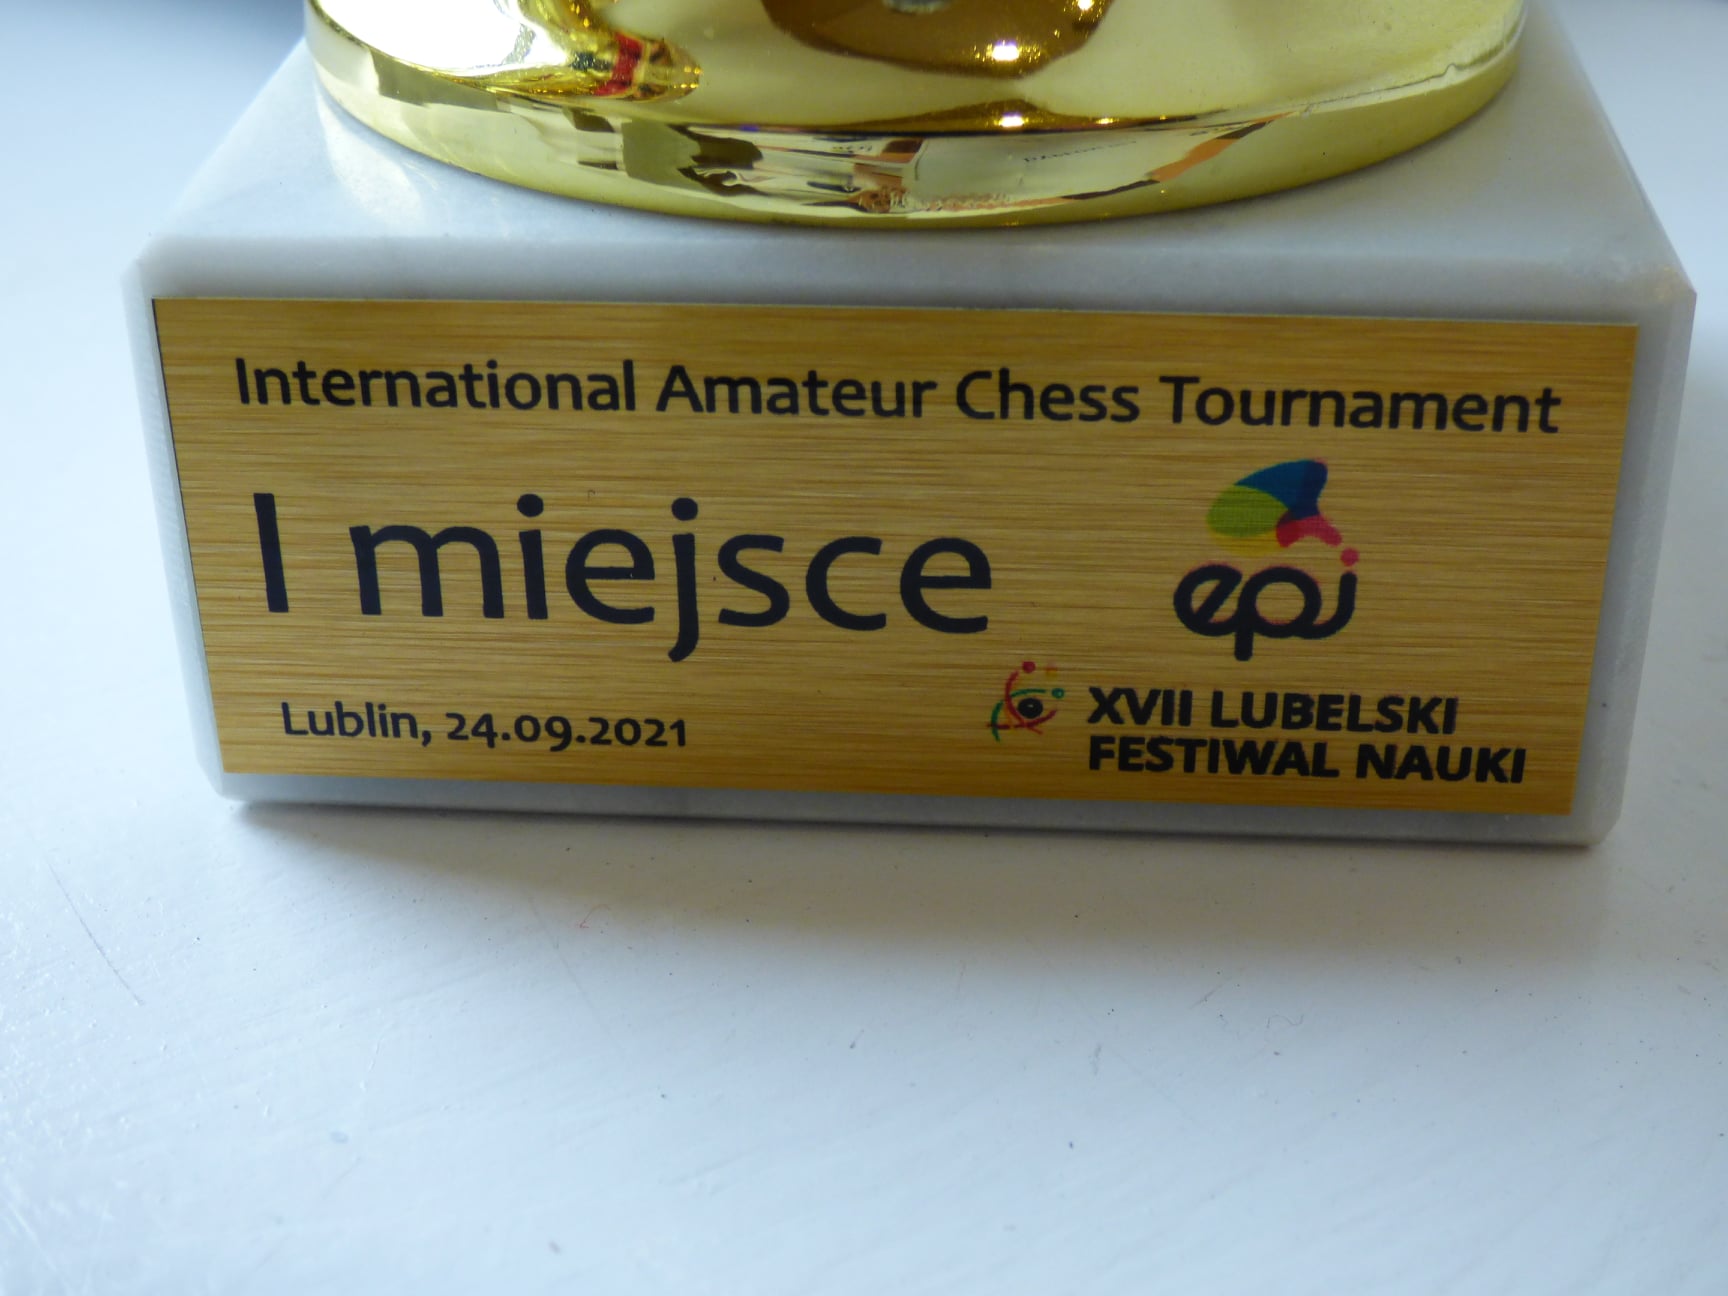 International Amateur Chess Tournament
I miejsce
epi
Lublin, 24.09.2021
XVII LUBELSKI
FESTIWAL NAUKI